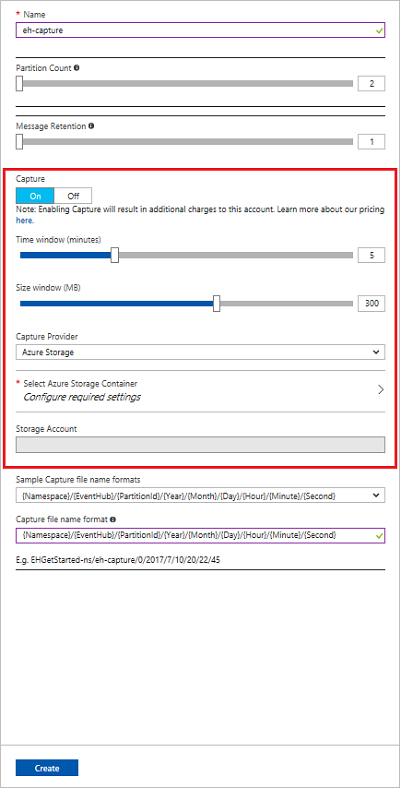 * Name
eh-capture
Partition Count
2
Message Retention
1
Capture
On Off
Note: Enabling Capture will result in additional charges to this account. Learn more about our pricing
here.
Time window (minutes)
5
Size window (MB)
300
Capture Provider
Azure Storage
* Select Azure Storage Container
Configure required settings
Storage Account
Sample Capture file name formats
{Namespace}/{EventHub}/{PartitionId}/{Year}/{Month}/{Day}/{Hour}/{Minute}/{Second}
Capture file name format
{Namespace}/{EventHub}/{PartitionId}/{Year}/{Month}/{Day}/{Hour}/{Minute}/{Second}
E.g. EHGetStarted-ns/eh-capture/0/2017/7/10/20/22/45
Create